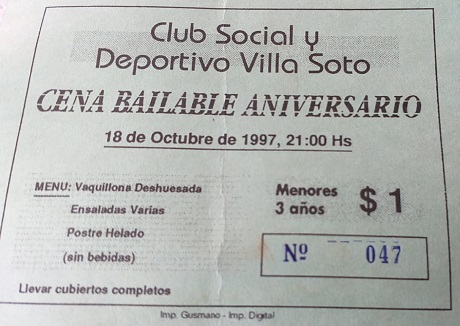 Club Social y
Deportivo Villa Soto
CENA BAILABLE ANIVERSARIO
18 de Octubre de 1997, 21:00 Hs
MENU: Vaquillona Deshuesada
Ensaladas Varias
Postre Helado
(sin bebidas)
Menores
3 años
$ 1
Nº 047
Llevar cubiertos completos
Imp. Gusmano - Imp. Digital